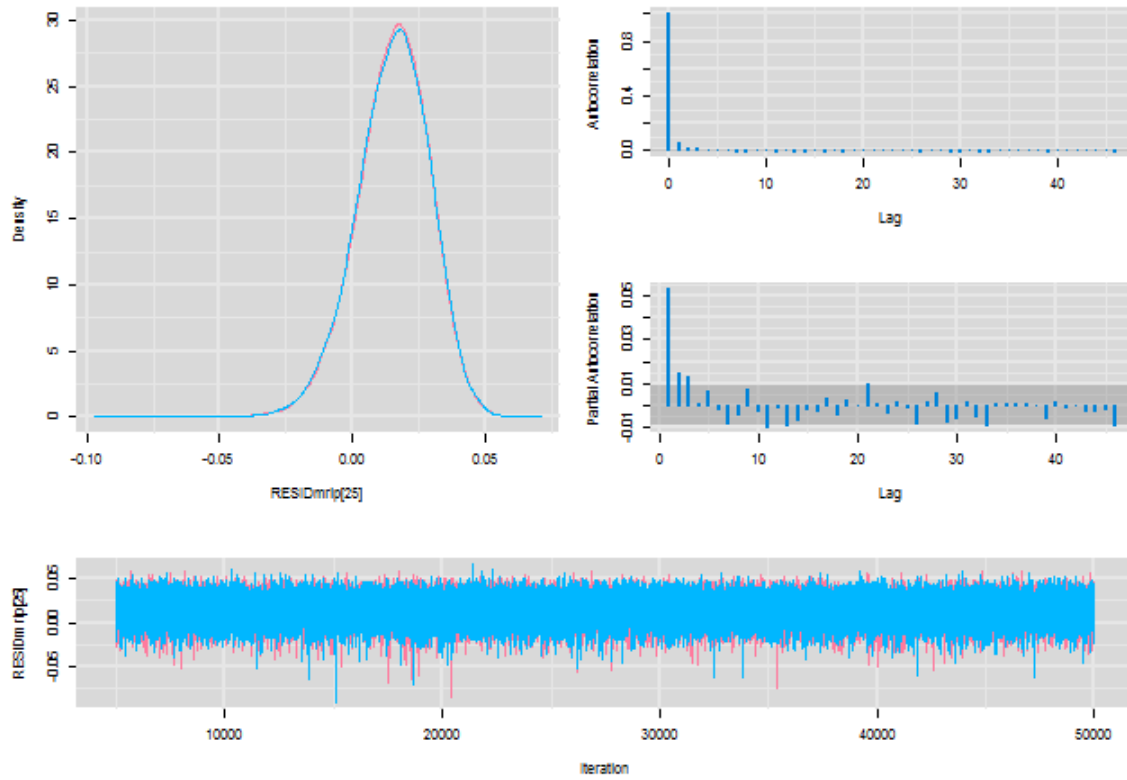 30
25
20
15
10
5
0
Density
-0.10 -0.05 0.00 0.05
RESIDmrip[25]
0.8
0.4
0.0
Autocorrelation
0 10 20 30 40
Lag
0.05
0.03
0.01
-0.01
Partial Autocorrelation
0 10 20 30 40
Lag
0.05
0.00
-0.05
RESIDmrip[25]
10000 20000 30000 40000 50000
Iteration